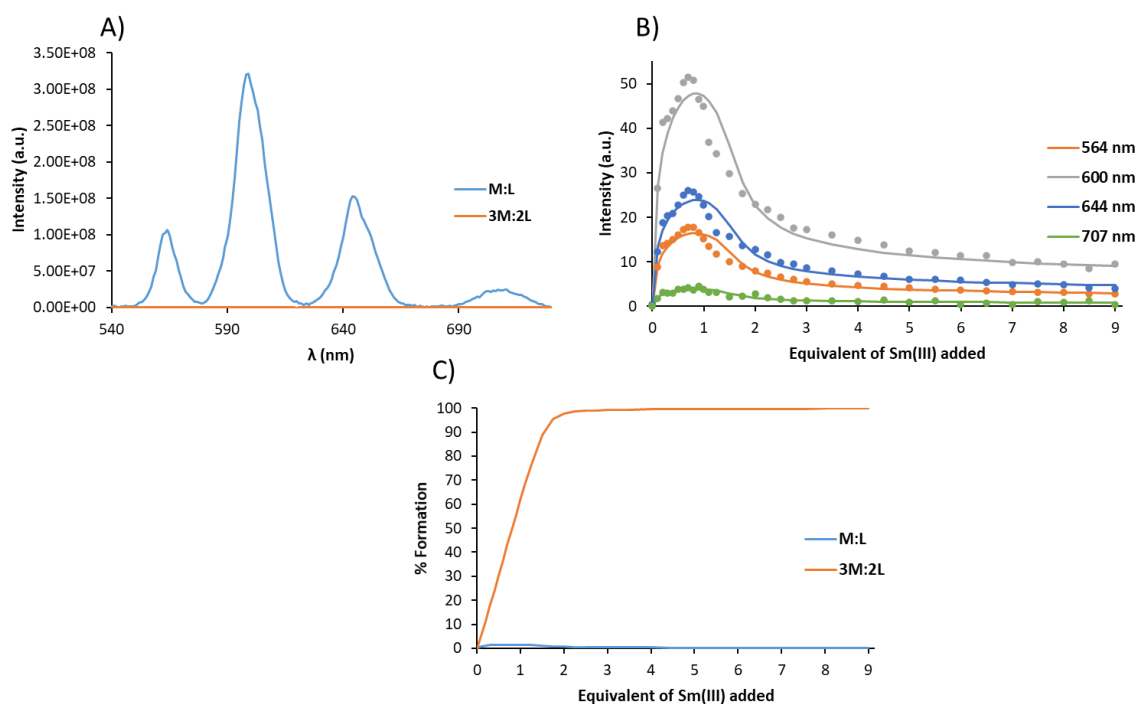 A)
3.50E+08
3.00E+08
2.50E+08
2.00E+08
1.50E+08
1.00E+08
5.00E+07
0.00E+00
540
590
640
690
Intensity (a.u.)
λ (nm)
M:L
3M:2L
B)
50
40
30
20
10
0
0
1
2
3
4
5
6
7
8
9
Intensity (a.u.)
Equivalent of Sm(III) added
564 nm
600 nm
644 nm
707 nm
C)
100
90
80
70
60
50
40
30
20
10
0
0
1
2
3
4
5
6
7
8
9
% Formation
Equivalent of Sm(III) added
M:L
3M:2L